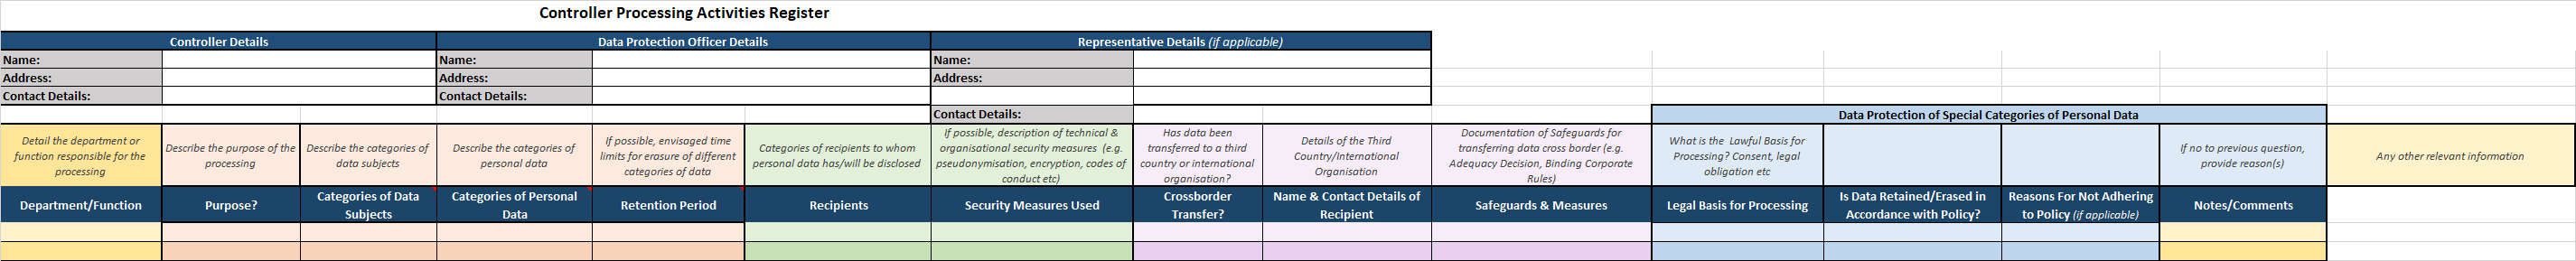 Controller Processing Activities Register
Controller Details
Data Protection Officer Details
Representative Details (if applicable)
Name:
Name:
Name:
Address:
Address:
Address:
Contact Details:
Contact Details:
Contact Details:
Data Protection of Special Categories of Personal Data
Detail the department or
function responsible for the
processing
Describe the purpose of the
processing
Describe the categories of
data subjects
Describe the categories of
personal data
If possible, envisaged time
limits for erasure of different
categories of data
Categories of recipients to whom
personal data has/will be disclosed
If possible, description of technical &
organisational security measures (e.g.
pseudonymisation, encryption, codes of
conduct etc)
Has data been
transferred to a third
country or international
organisation?
Details of the Third
Country/International
Organisation
Documentation of Safeguards for
transferring data cross border (e.g.
Adequacy Decision, Binding Corporate
Rules)
What is the Lawful Basis for
Processing? Consent, legal
obligation etc
If no to previous question,
provide reason(s)
Any other relevant information
Department/Function
Purpose?
Categories of Data
Subjects
Categories of Personal
Data
Retention Period
Recipients
Security Measures Used
Crossborder
Transfer?
Name & Contact Details of
Recipient
Safeguards & Measures
Legal Basis for Processing
Is Data Retained/Erased in
Accordance with Policy?
Reasons For Not Adhering
to Policy (if applicable)
Notes/Comments